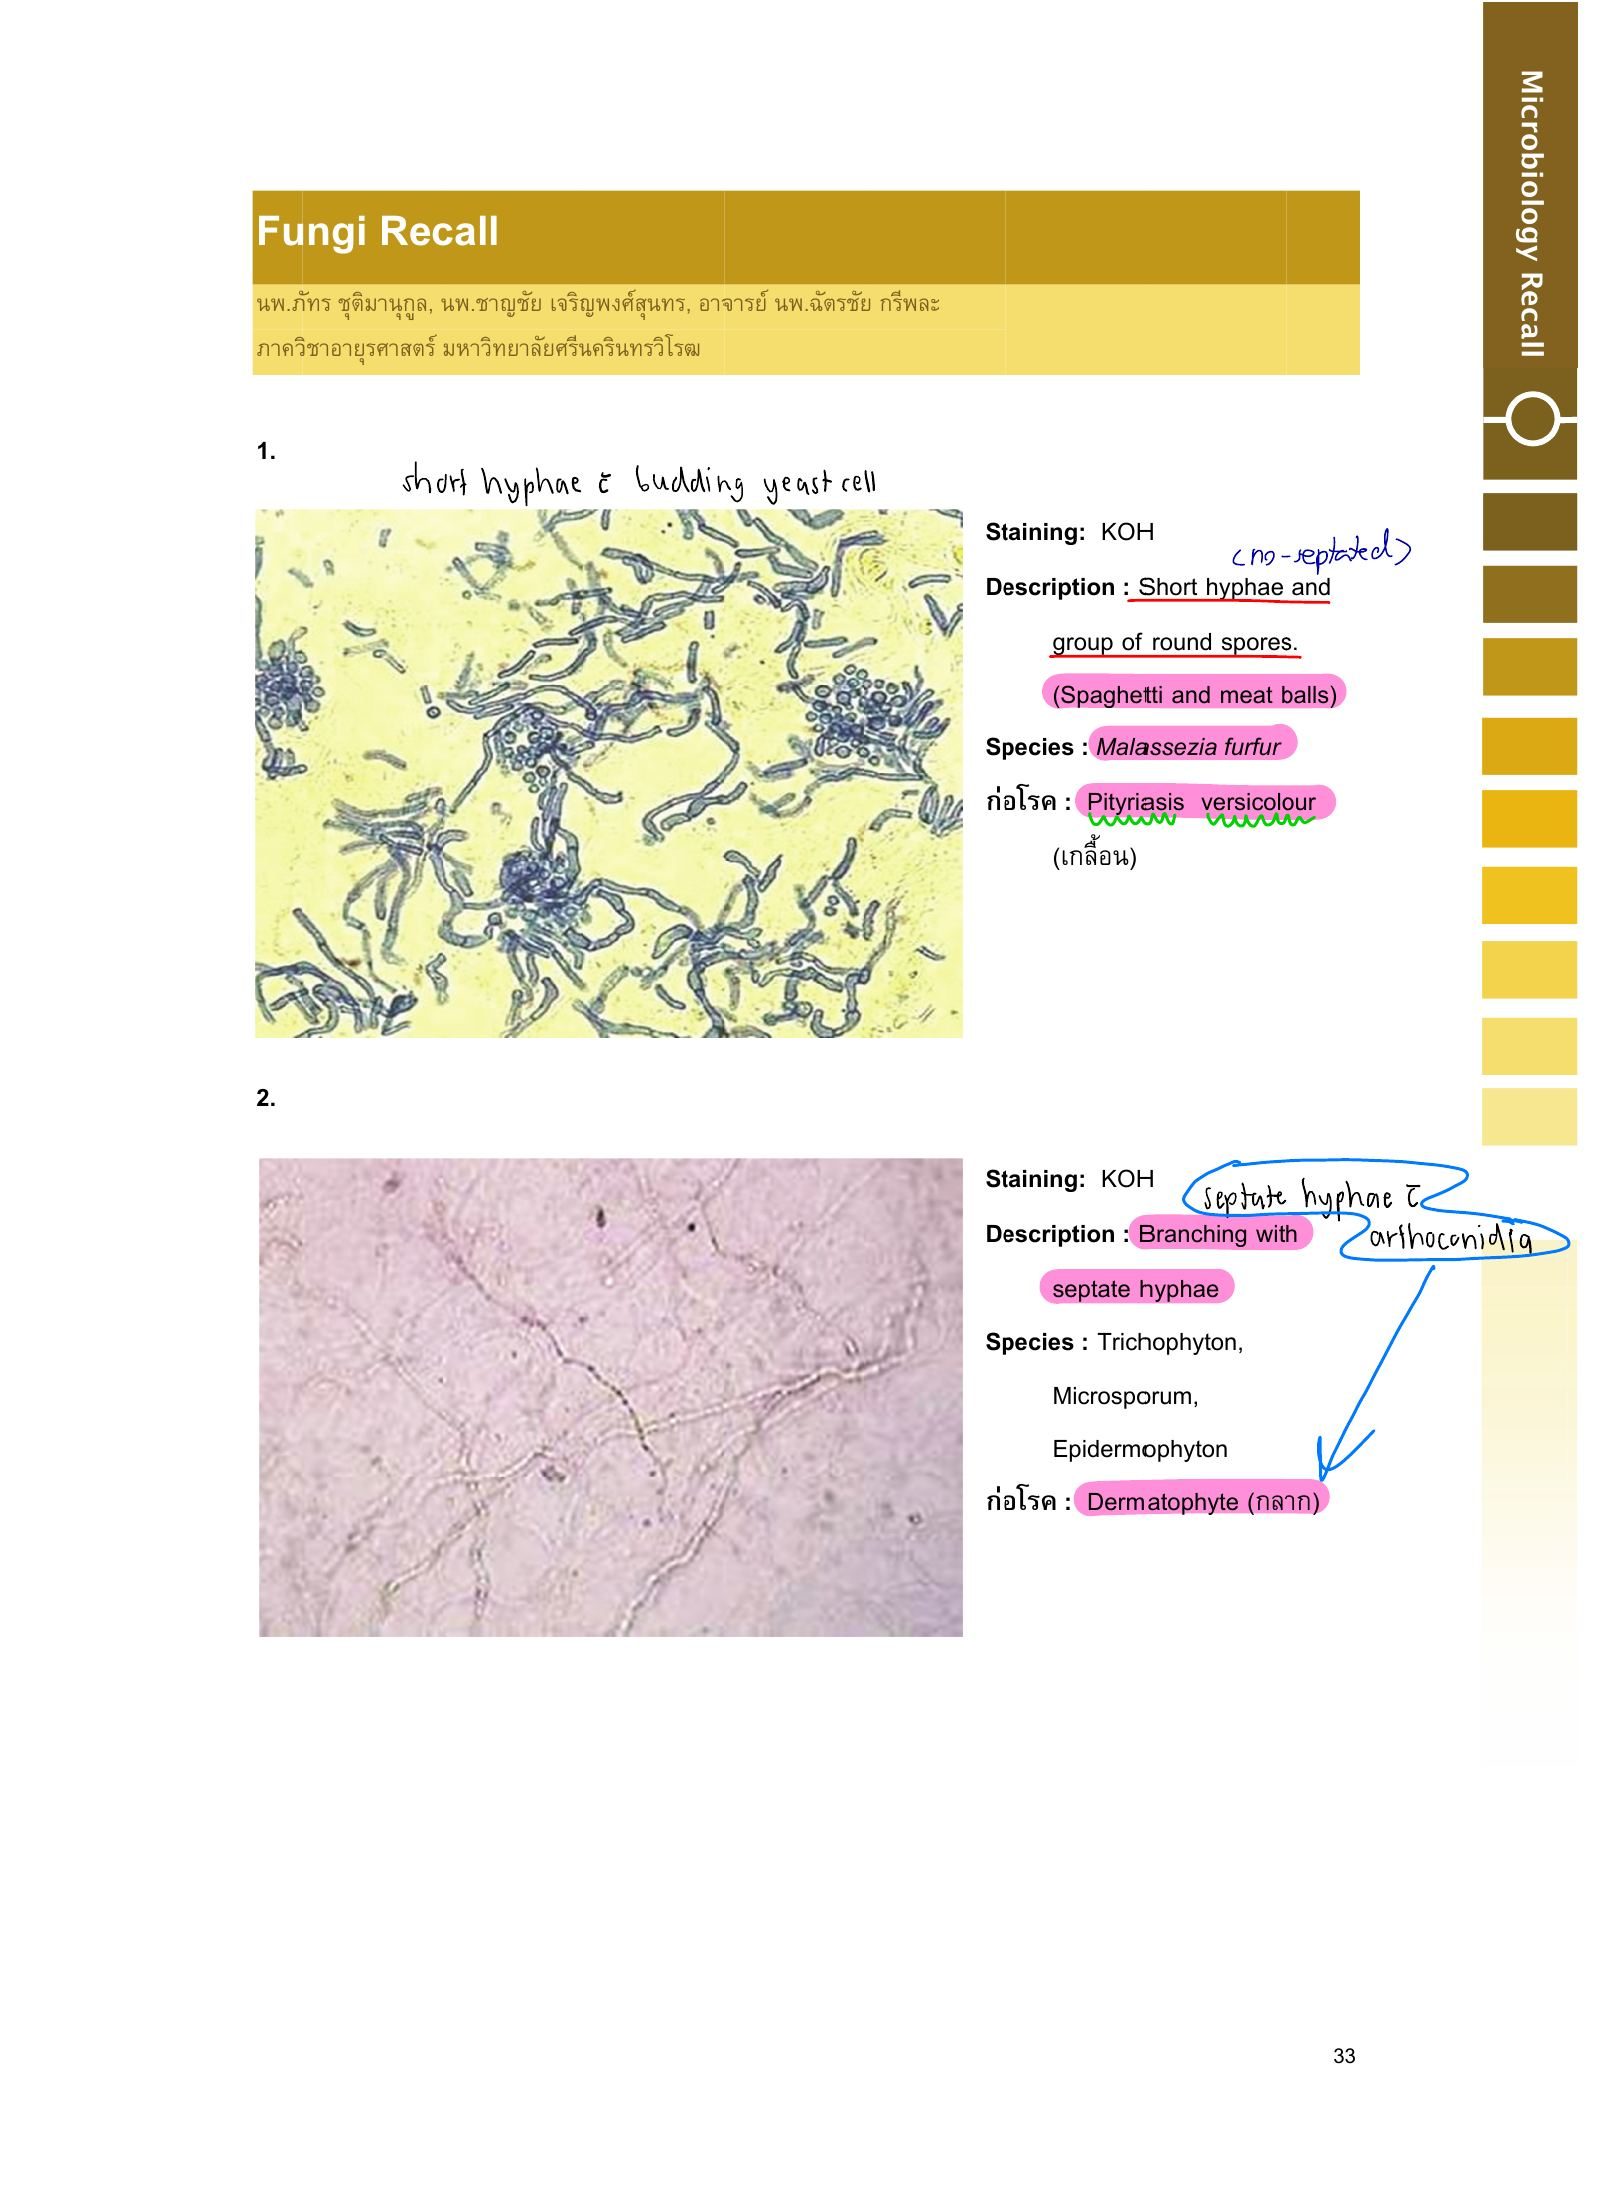 Microbiology Recall
Fungi Recall
นพ.ภัทร ชุติมานุกูล, นพ.ชาญชัย เจริญพงศ์สุนทร, อาจารย์ นพ.ฉัตรชัย กรีพละ
ภาควิชาอายุรศาสตร์ มหาวิทยาลัยศรีนครินทรวิโรฒ
1.
short hyphae c̄ budding yeast cell
Staining: KOH
(no-septated)
Description : Short hyphae and
group of round spores.
(Spaghetti and meat balls)
Species : Malassezia furfur
ก่อโรค : Pityriasis versicolour
(เกลื้อน)
2.
Staining: KOH
septate hyphae c̄
arthoconidia
Description : Branching with
septate hyphae
Species : Trichophyton,
Microsporum,
Epidermophyton
ก่อโรค : Dermatophyte (กลาก)
33